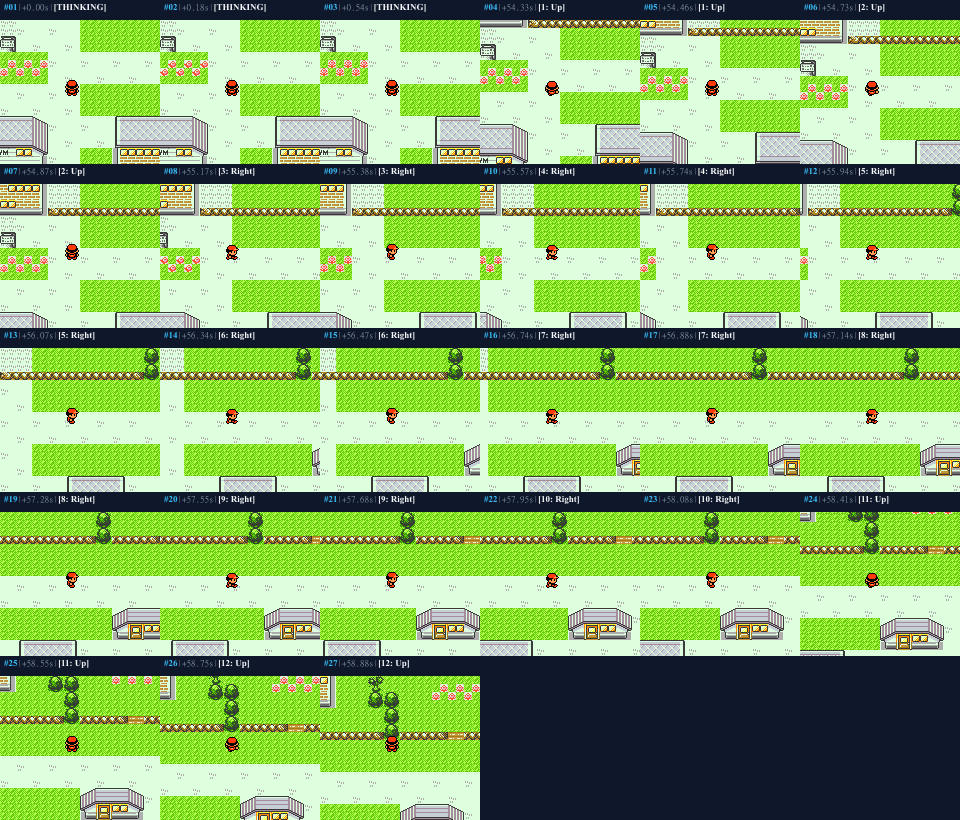 #01|+0.00s|[THINKING] #02|+0.18s|[THINKING] #03|+0.54s|[THINKING] #04|+54.33s|[1: Up] #05|+54.46s|[1: Up] #06|+54.73s|[2: Up]
VM VM VM VM
#07|+54.87s|[2: Up] #08|+55.17s|[3: Right] #09|+55.38s|[3: Right] #10|+55.57s|[4: Right] #11|+55.74s|[4: Right] #12|+55.94s|[5: Right]
#13|+56.07s|[5: Right] #14|+56.34s|[6: Right] #15|+56.47s|[6: Right] #16|+56.74s|[7: Right] #17|+56.88s|[7: Right] #18|+57.14s|[8: Right]
#19|+57.28s|[8: Right] #20|+57.55s|[9: Right] #21|+57.68s|[9: Right] #22|+57.95s|[10: Right] #23|+58.08s|[10: Right] #24|+58.41s|[11: Up]
#25|+58.55s|[11: Up] #26|+58.75s|[12: Up] #27|+58.88s|[12: Up]